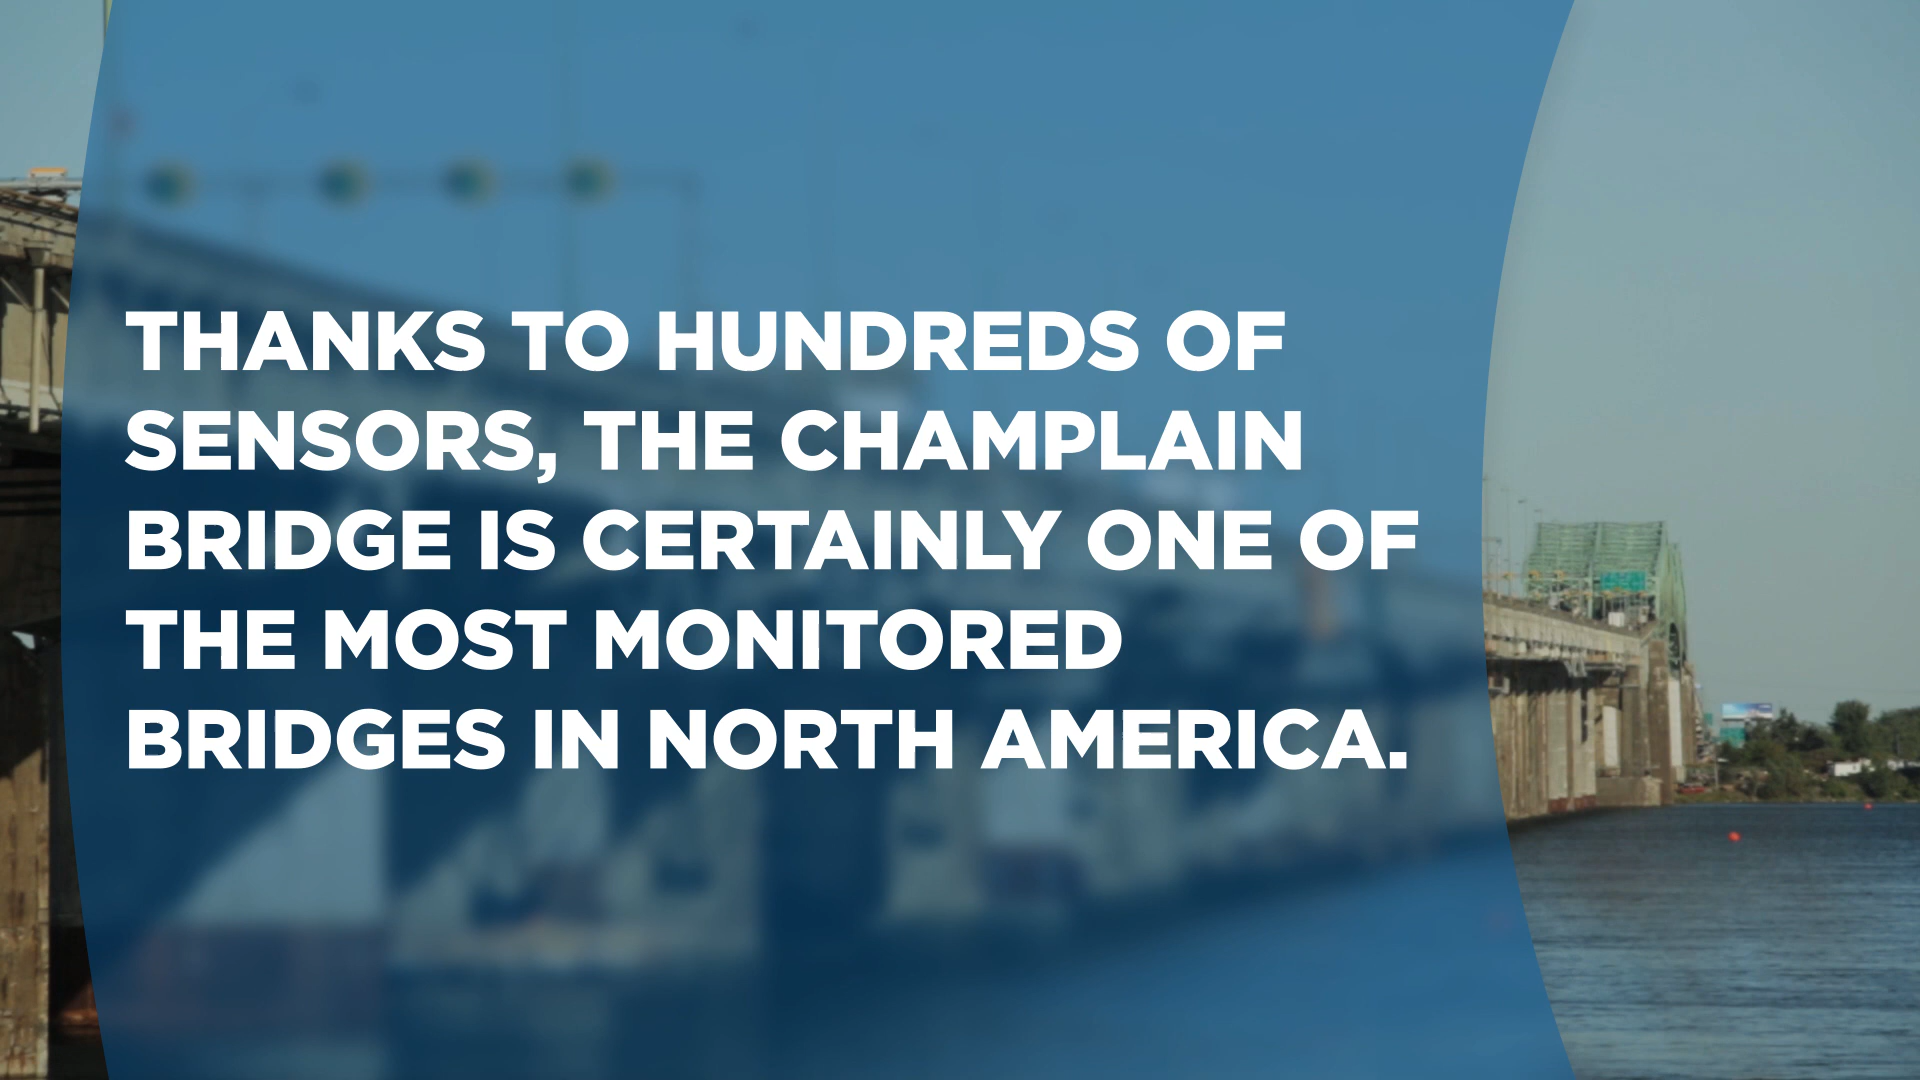 THANKS TO HUNDREDS OF
SENSORS, THE CHAMPLAIN
BRIDGE IS CERTAINLY ONE OF
THE MOST MONITORED
BRIDGES IN NORTH AMERICA.